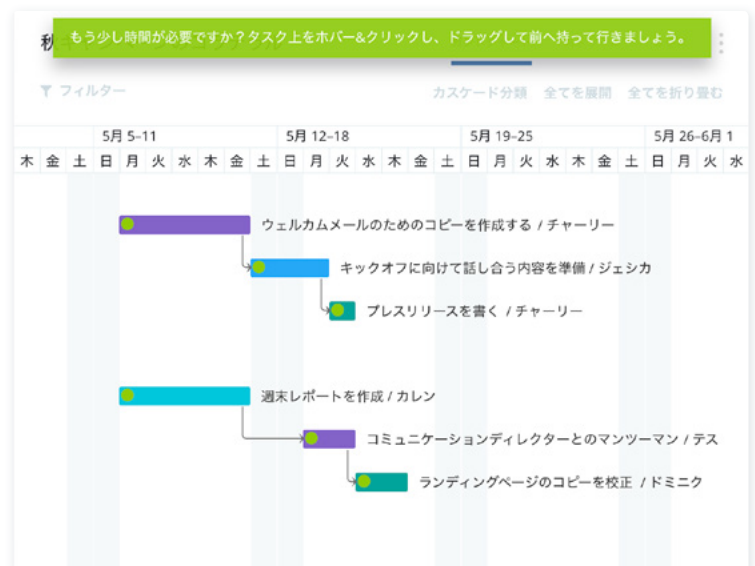 もう少し時間が必要ですか？タスク上をホバー&クリックし、ドラッグして前へ持って行きましょう。
秋
フィルター
カスケード分類 全てを展開 全てを折り畳む
5月 5–11 5月 12–18 5月 19–25 5月 26–6月 1
木 金 土 日 月 火 水 木 金 土 日 月 火 水 木 金 土 日 月 火 水 木 金 土 日 月 火 水
ウェルカムメールのためのコピーを作成する / チャーリー
キックオフに向けて話し合う内容を準備 / ジェシカ
プレスリリースを書く / チャーリー
週末レポートを作成 / カレン
コミュニケーションディレクターとのマンツーマン / テス
ランディングページのコピーを校正 / ドミニク